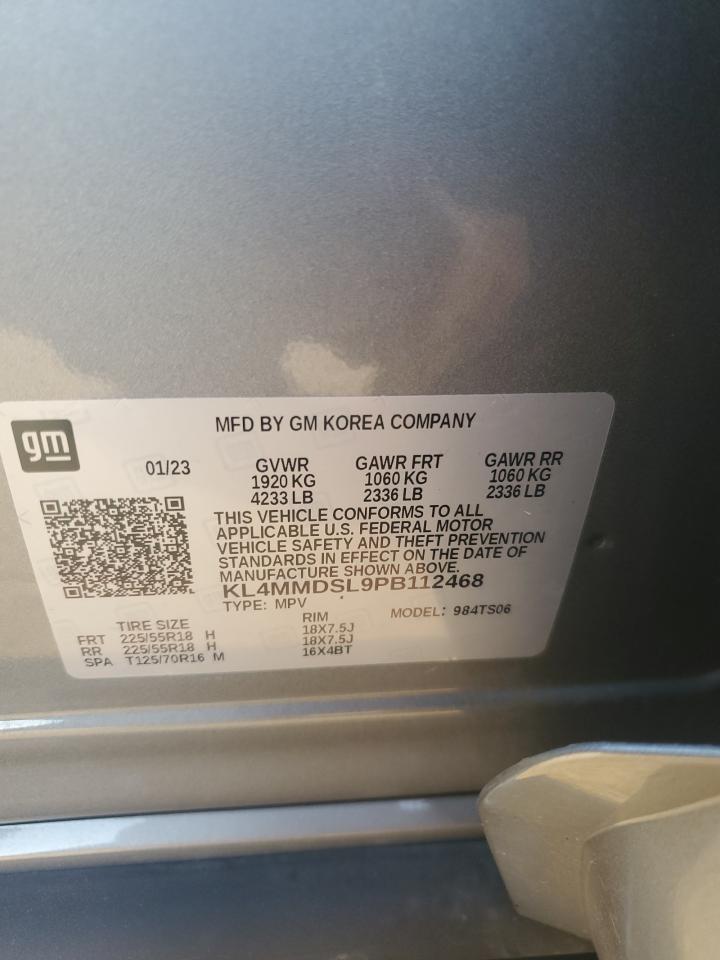 gm
MFD BY GM KOREA COMPANY
01/23 GVWR GAWR FRT GAWR RR
1920 KG 1060 KG 1060 KG
4233 LB 2336 LB 2336 LB
THIS VEHICLE CONFORMS TO ALL
APPLICABLE U.S. FEDERAL MOTOR
VEHICLE SAFETY AND THEFT PREVENTION
STANDARDS IN EFFECT ON THE DATE OF
MANUFACTURE SHOWN ABOVE.
KL4MMDSL9PB112468
TYPE: MPV MODEL: 984TS06
TIRE SIZE RIM
FRT 225/55R18 H 18X7.5J
RR 225/55R18 H 18X7.5J
SPA T125/70R16 M 16X4BT